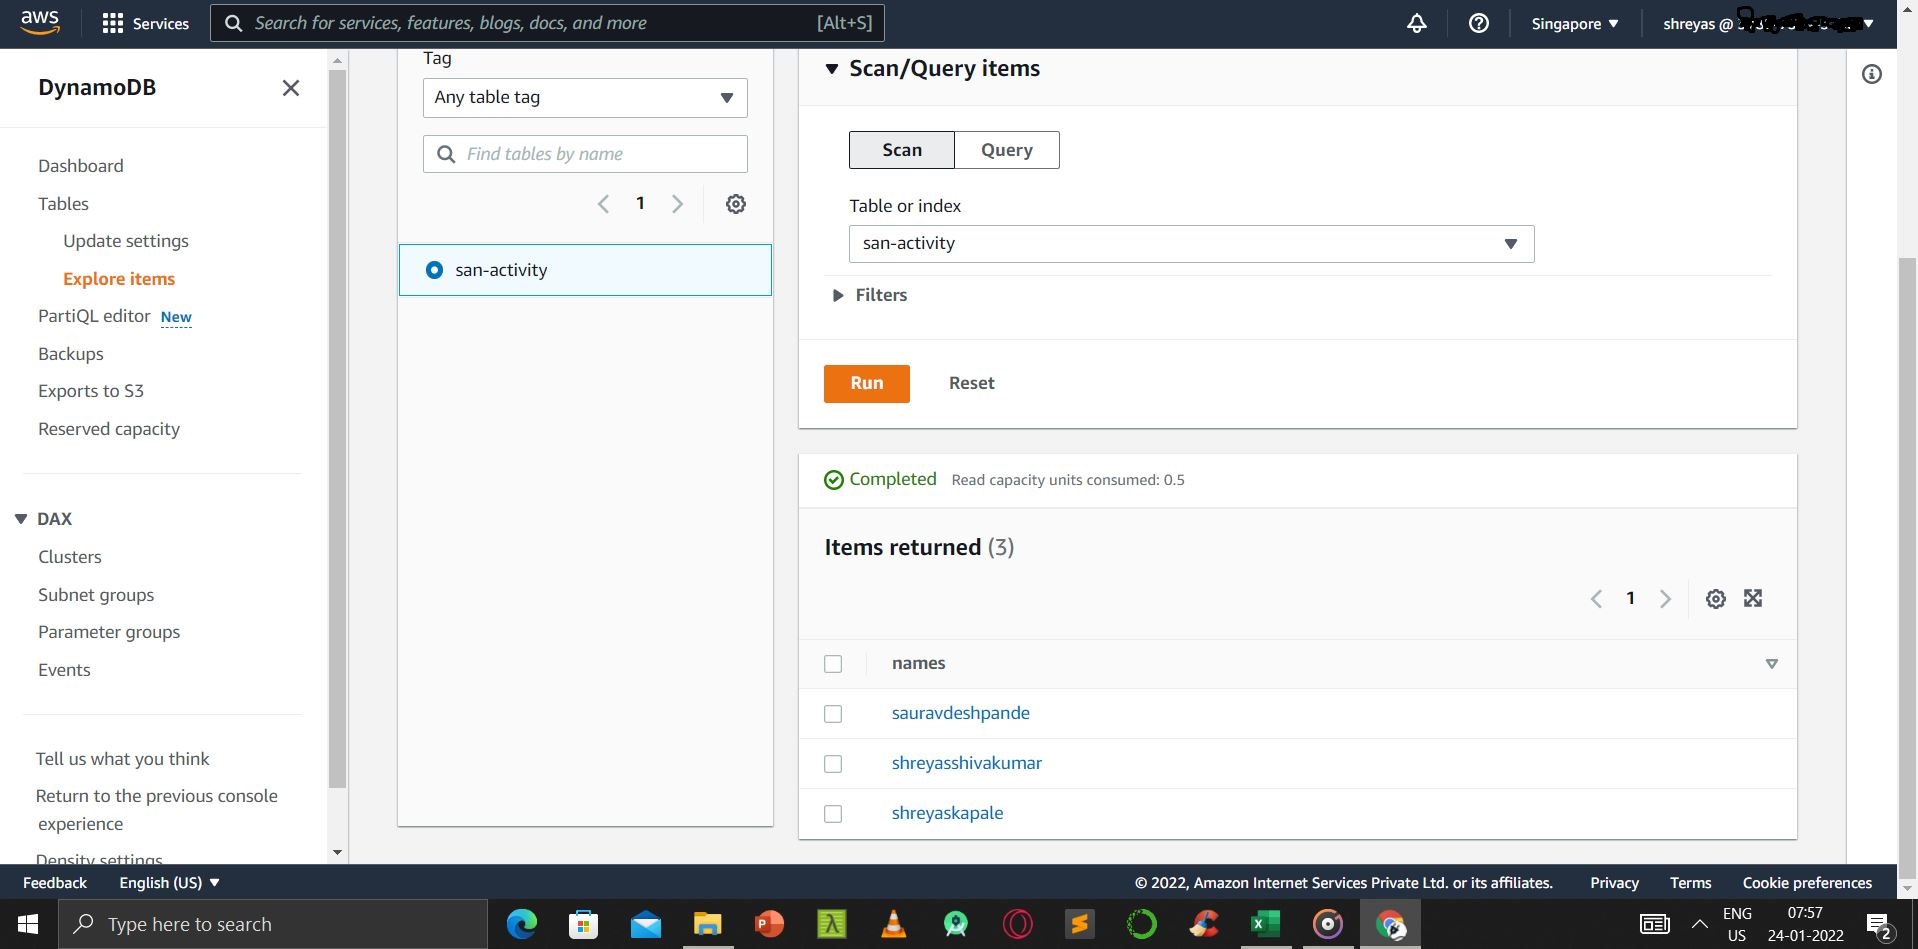 aws
Services
Search for services, features, blogs, docs, and more
[Alt+S]
Singapore
shreyas @
DynamoDB
Dashboard
Tables
Update settings
Explore items
PartiQL editor New
Backups
Exports to S3
Reserved capacity
DAX
Clusters
Subnet groups
Parameter groups
Events
Tell us what you think
Return to the previous console
experience
Density settings
Tag
Any table tag
Find tables by name
1
san-activity
Scan/Query items
Scan
Query
Table or index
san-activity
Filters
Run
Reset
Completed Read capacity units consumed: 0.5
Items returned (3)
1
names
sauravdeshpande
shreyasshivakumar
shreyaskapale
Feedback
English (US)
© 2022, Amazon Internet Services Private Ltd. or its affiliates.
Privacy
Terms
Cookie preferences
Type here to search
ENG
US
07:57
24-01-2022
2